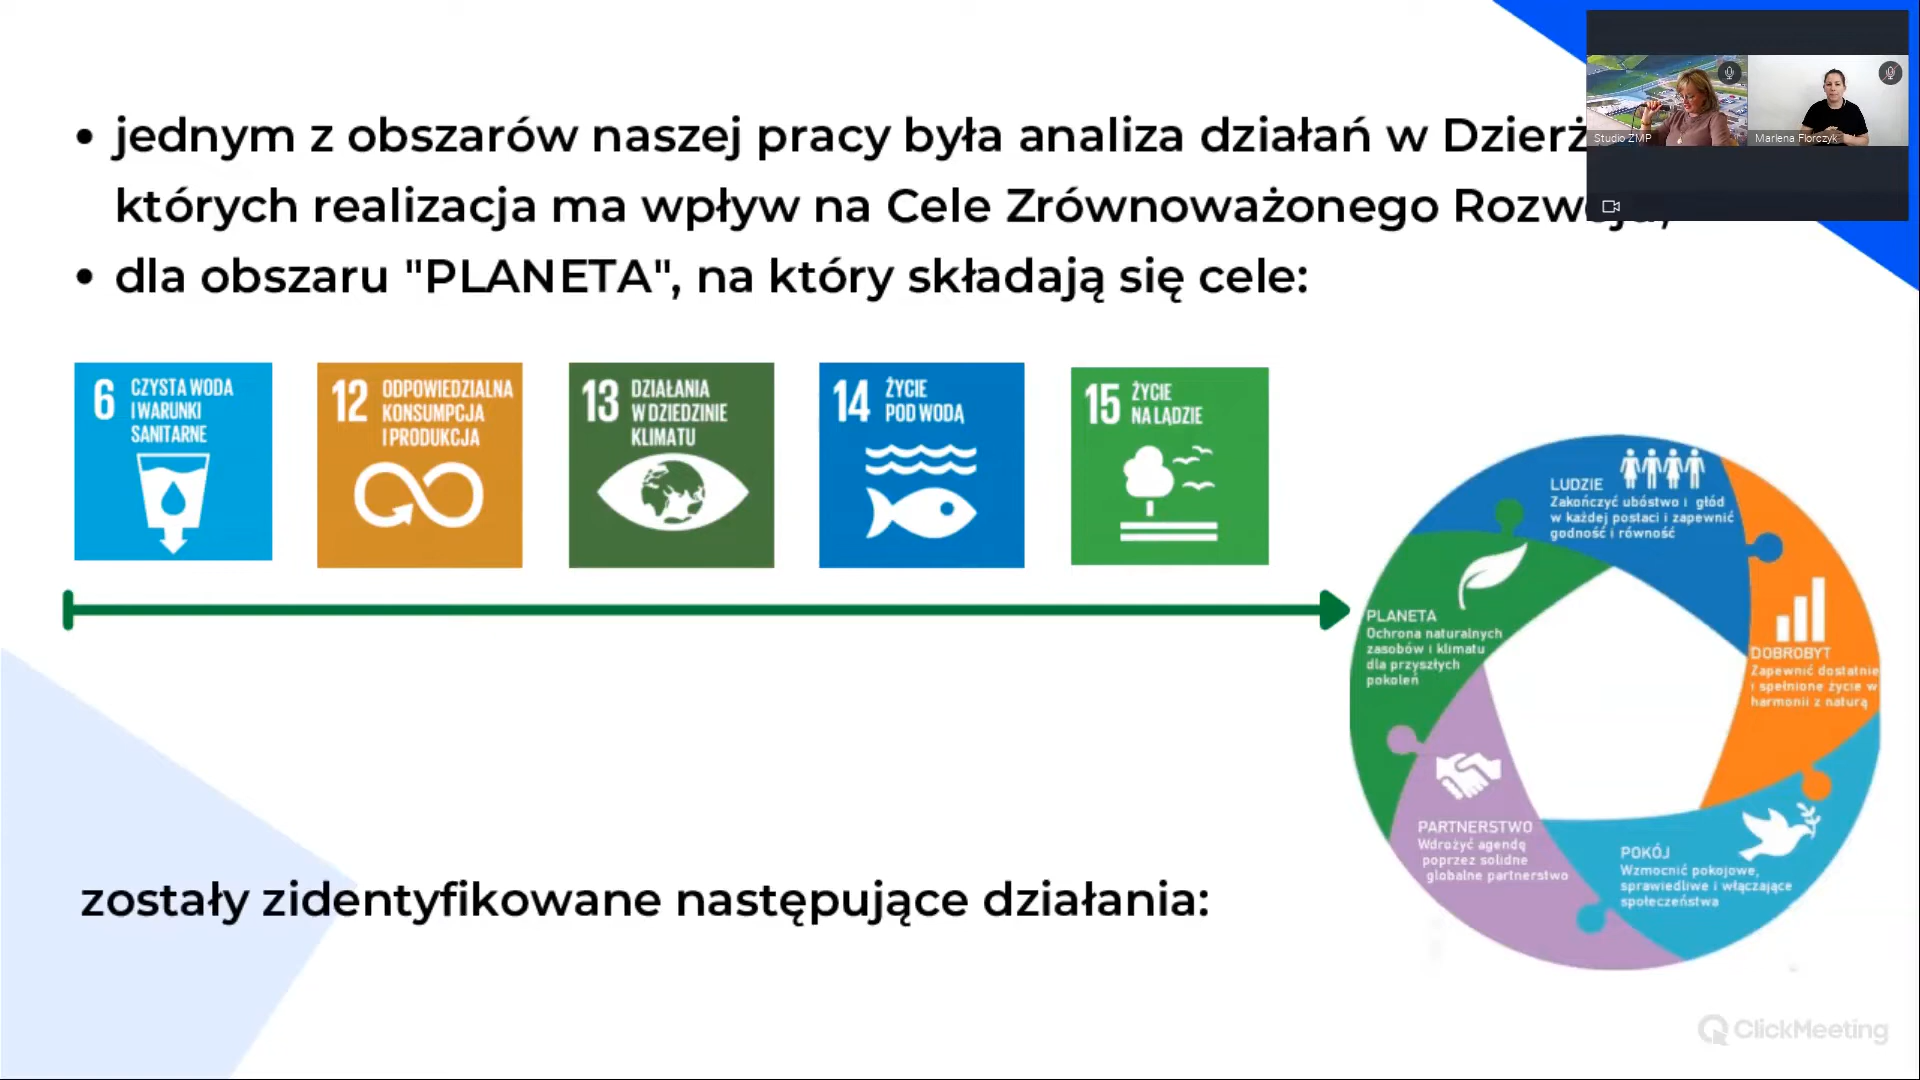 • jednym z obszarów naszej pracy była analiza działań w
których realizacja ma wpływ na Cele Zrównoważonego
• dla obszaru "PLANETA", na który składają się cele:
6 CZYSTA WODA
I WARUNKI
SANITARNE
12 ODPOWIEDZIALNA
KONSUMPCJA
I PRODUKCJA
13 DZIAŁANIA
W DZIEDZINIE
KLIMATU
14 ŻYCIE
POD WODĄ
15 ŻYCIE
NA LĄDZIE
LUDZIE
Zakończyć ubóstwo i głód
w każdej postaci i zapewnić
godność i równość
PLANETA
Ochrona naturalnych
zasobów i klimatu
dla przyszłych
pokoleń
DOBROBYT
Zapewnić dostatnie
i spełnione życie w
harmonii z naturą
PARTNERSTWO
Wdrożyć agendę
poprzez solidne
globalne partnerstwo
POKÓJ
Wzmocnić pokojowe,
sprawiedliwe i włączające
społeczeństwa
zostały zidentyfikowane następujące działania:
Studio ZMP
Marlena Florczyk
ClickMeeting